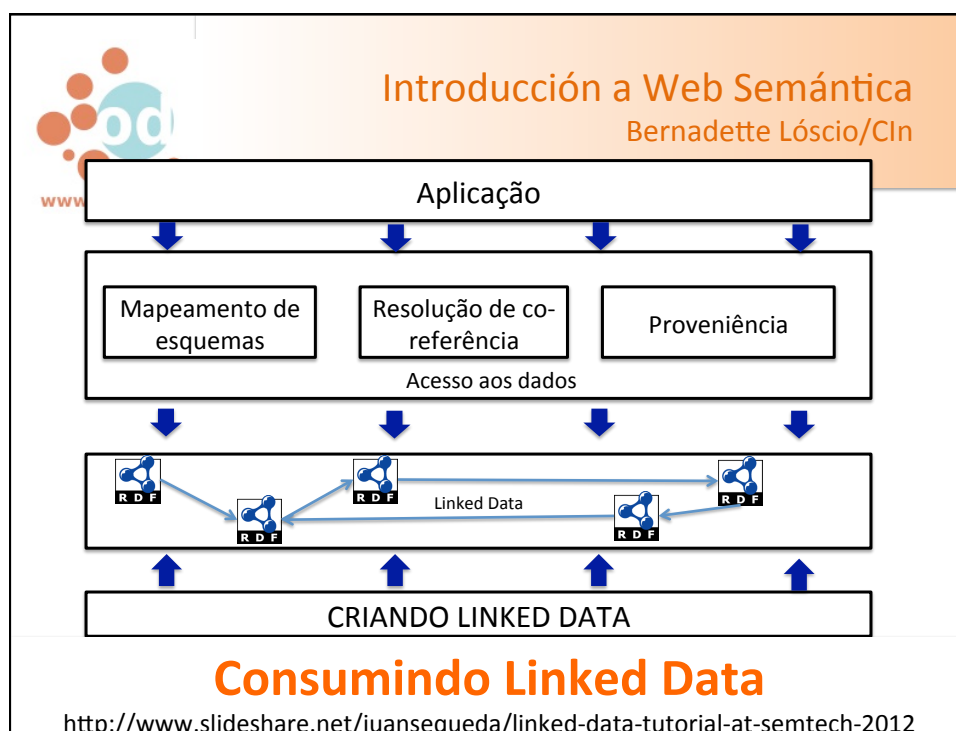 Introducción a Web Semántica
Bernadette Lóscio/CIn
od
www
Aplicação
Mapeamento de
esquemas
Resolução de co-
referência
Proveniência
Acesso aos dados
RDF
RDF
RDF
Linked Data
RDF
RDF
CRIANDO LINKED DATA
Consumindo Linked Data
http://www.slideshare.net/juansequeda/linked-data-tutorial-at-semtech-2012